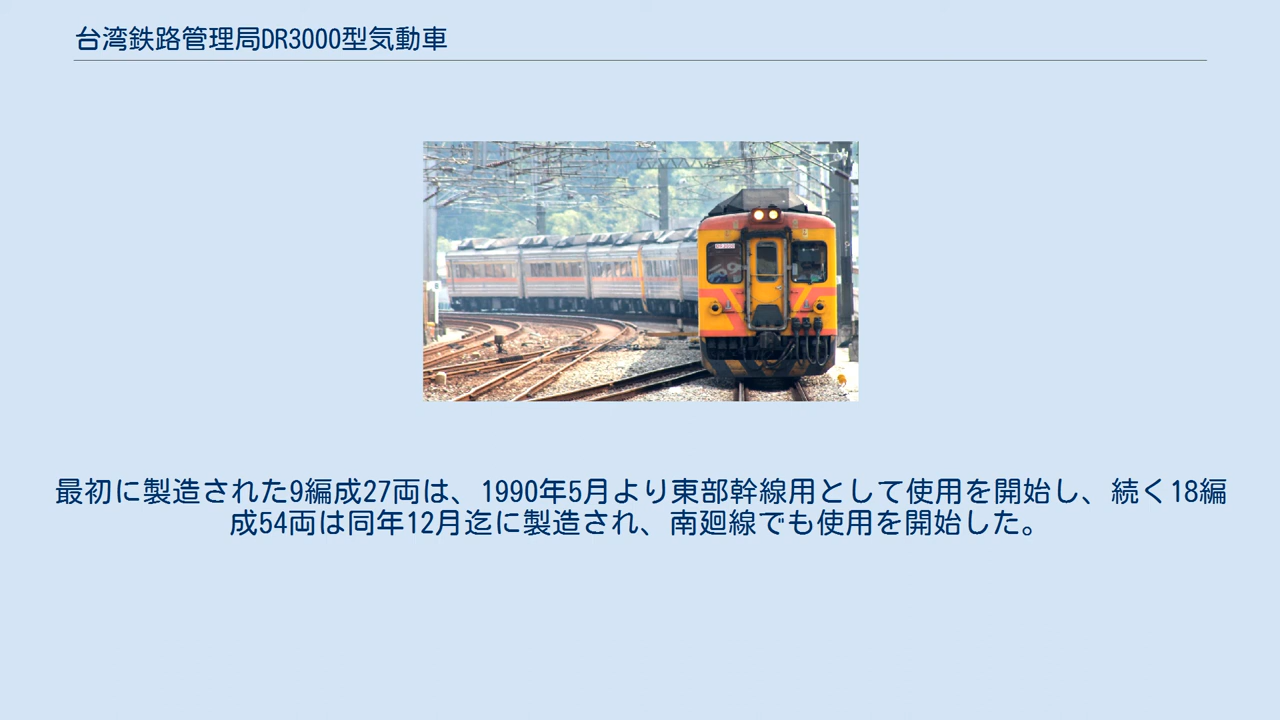 台湾鉄路管理局DR3000型気動車
最初に製造された9編成27両は、1990年5月より東部幹線用として使用を開始し、続く18編
成54両は同年12月迄に製造され、南廻線でも使用を開始した。